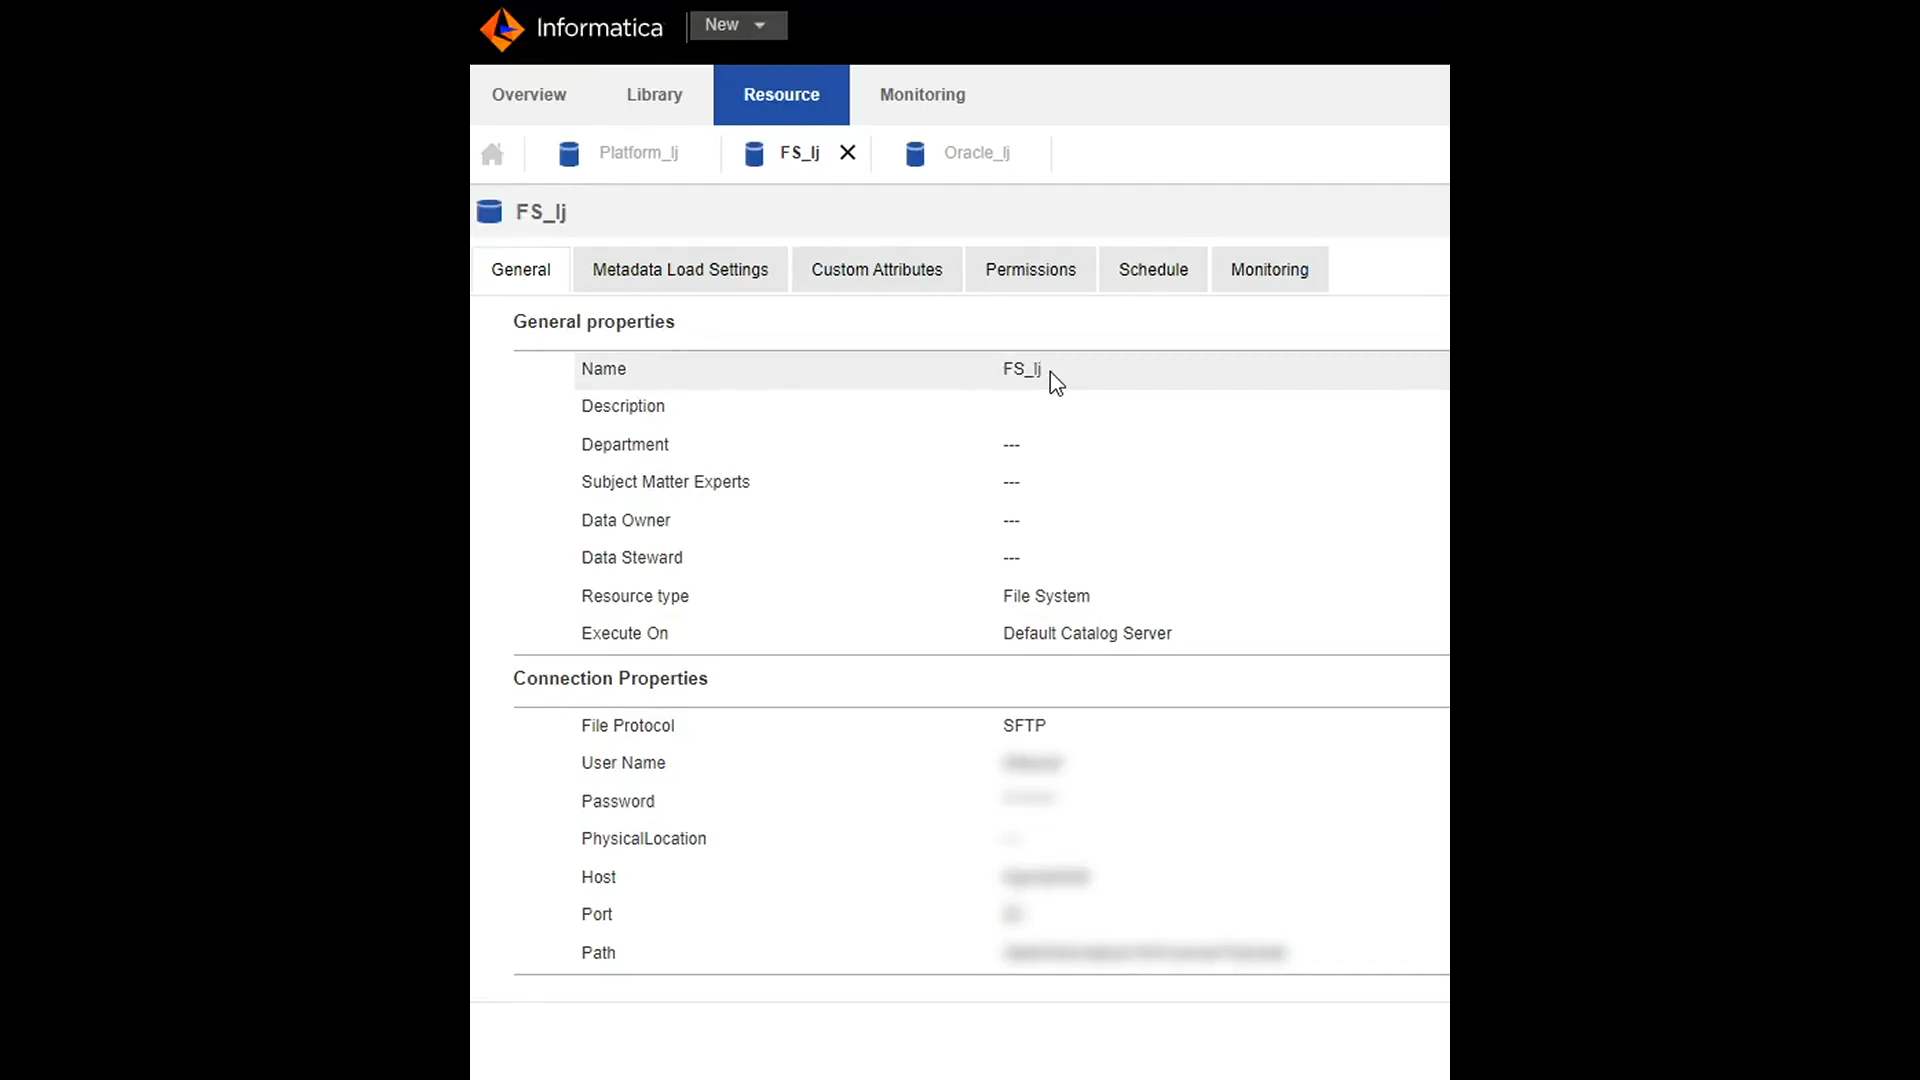 Informatica New
Overview Library Resource Monitoring
Platform_lj FS_lj Oracle_lj
FS_lj
General Metadata Load Settings Custom Attributes Permissions Schedule Monitoring
General properties
Name FS_lj
Description
Department ---
Subject Matter Experts ---
Data Owner ---
Data Steward ---
Resource type File System
Execute On Default Catalog Server
Connection Properties
File Protocol SFTP
User Name
Password
PhysicalLocation
Host
Port
Path